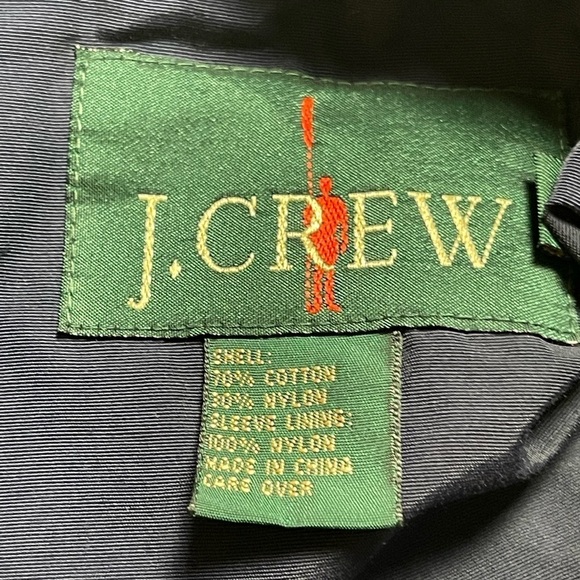 J.CREW
SHELL:
70% COTTON
30% NYLON
SLEEVE LINING:
100% NYLON
MADE IN CHINA
CARE OVER